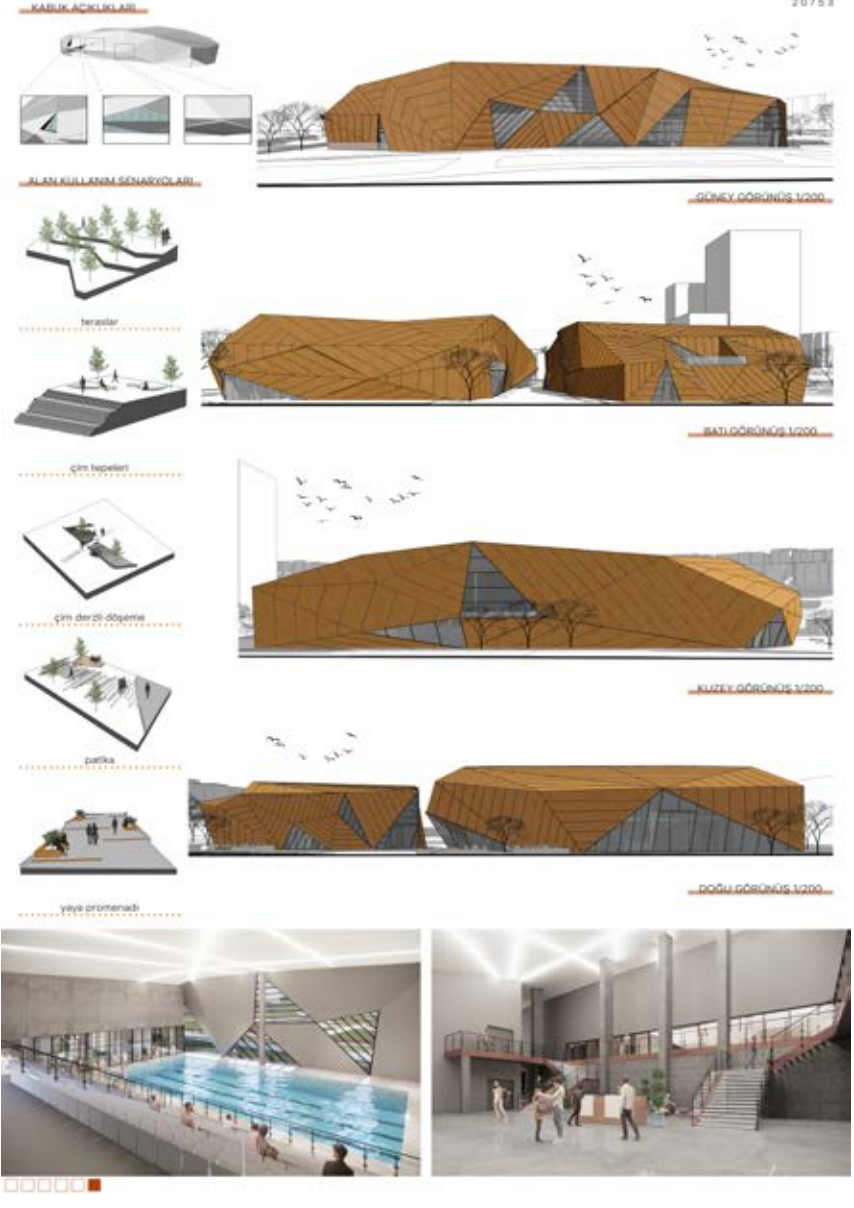 20753
KABUK AÇIKLIKLARI
ALAN KULLANIM SENARYOLARI
GÜNEY GÖRÜNÜŞ 1/200
teraslar
BATI GÖRÜNÜŞ 1/200
çim tepeleri
çim derzli döşeme
KUZEY GÖRÜNÜŞ 1/200
patika
DOĞU GÖRÜNÜŞ 1/200
yaya promenadı